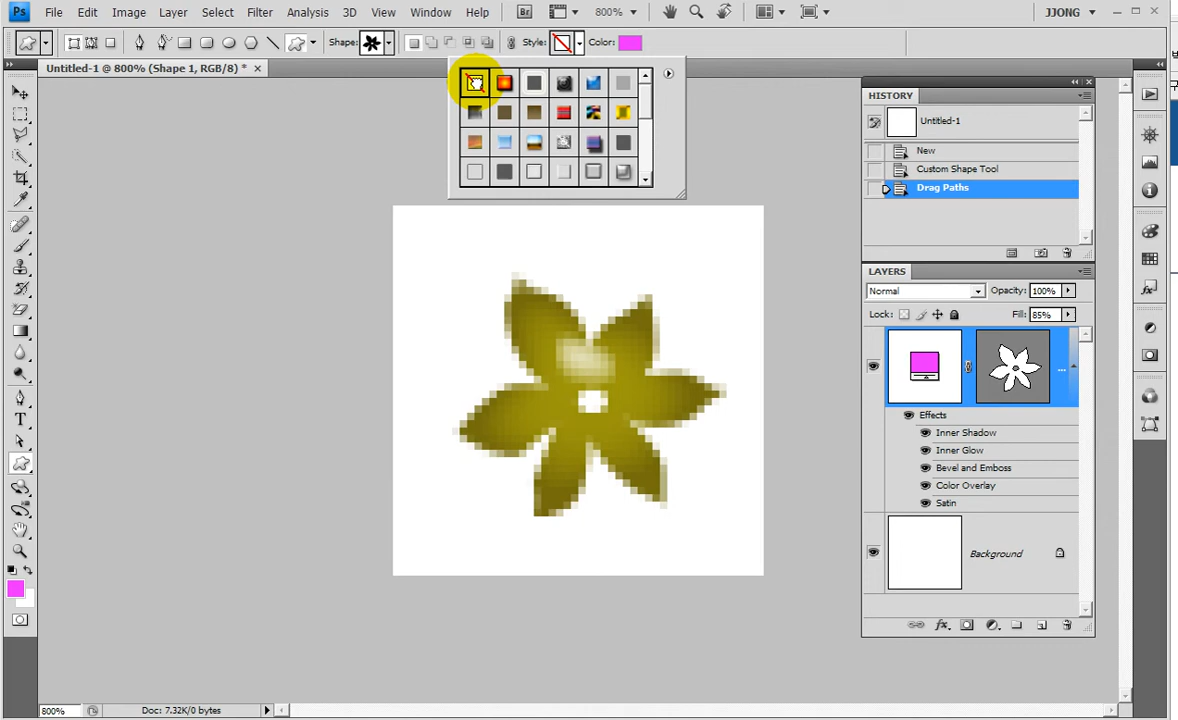 Ps File Edit Image Layer Select Filter Analysis 3D View Window Help Br 800% JJONG
Shape: Style: Color:
Untitled-1 @ 800% (Shape 1, RGB/8) *
HISTORY
Untitled-1
New
Custom Shape Tool
Drag Paths
LAYERS
Normal Opacity: 100%
Lock: Fill: 85%
...
Effects
Inner Shadow
Inner Glow
Bevel and Emboss
Color Overlay
Satin
Background
T
fx
800% Doc: 7.32K/0 bytes